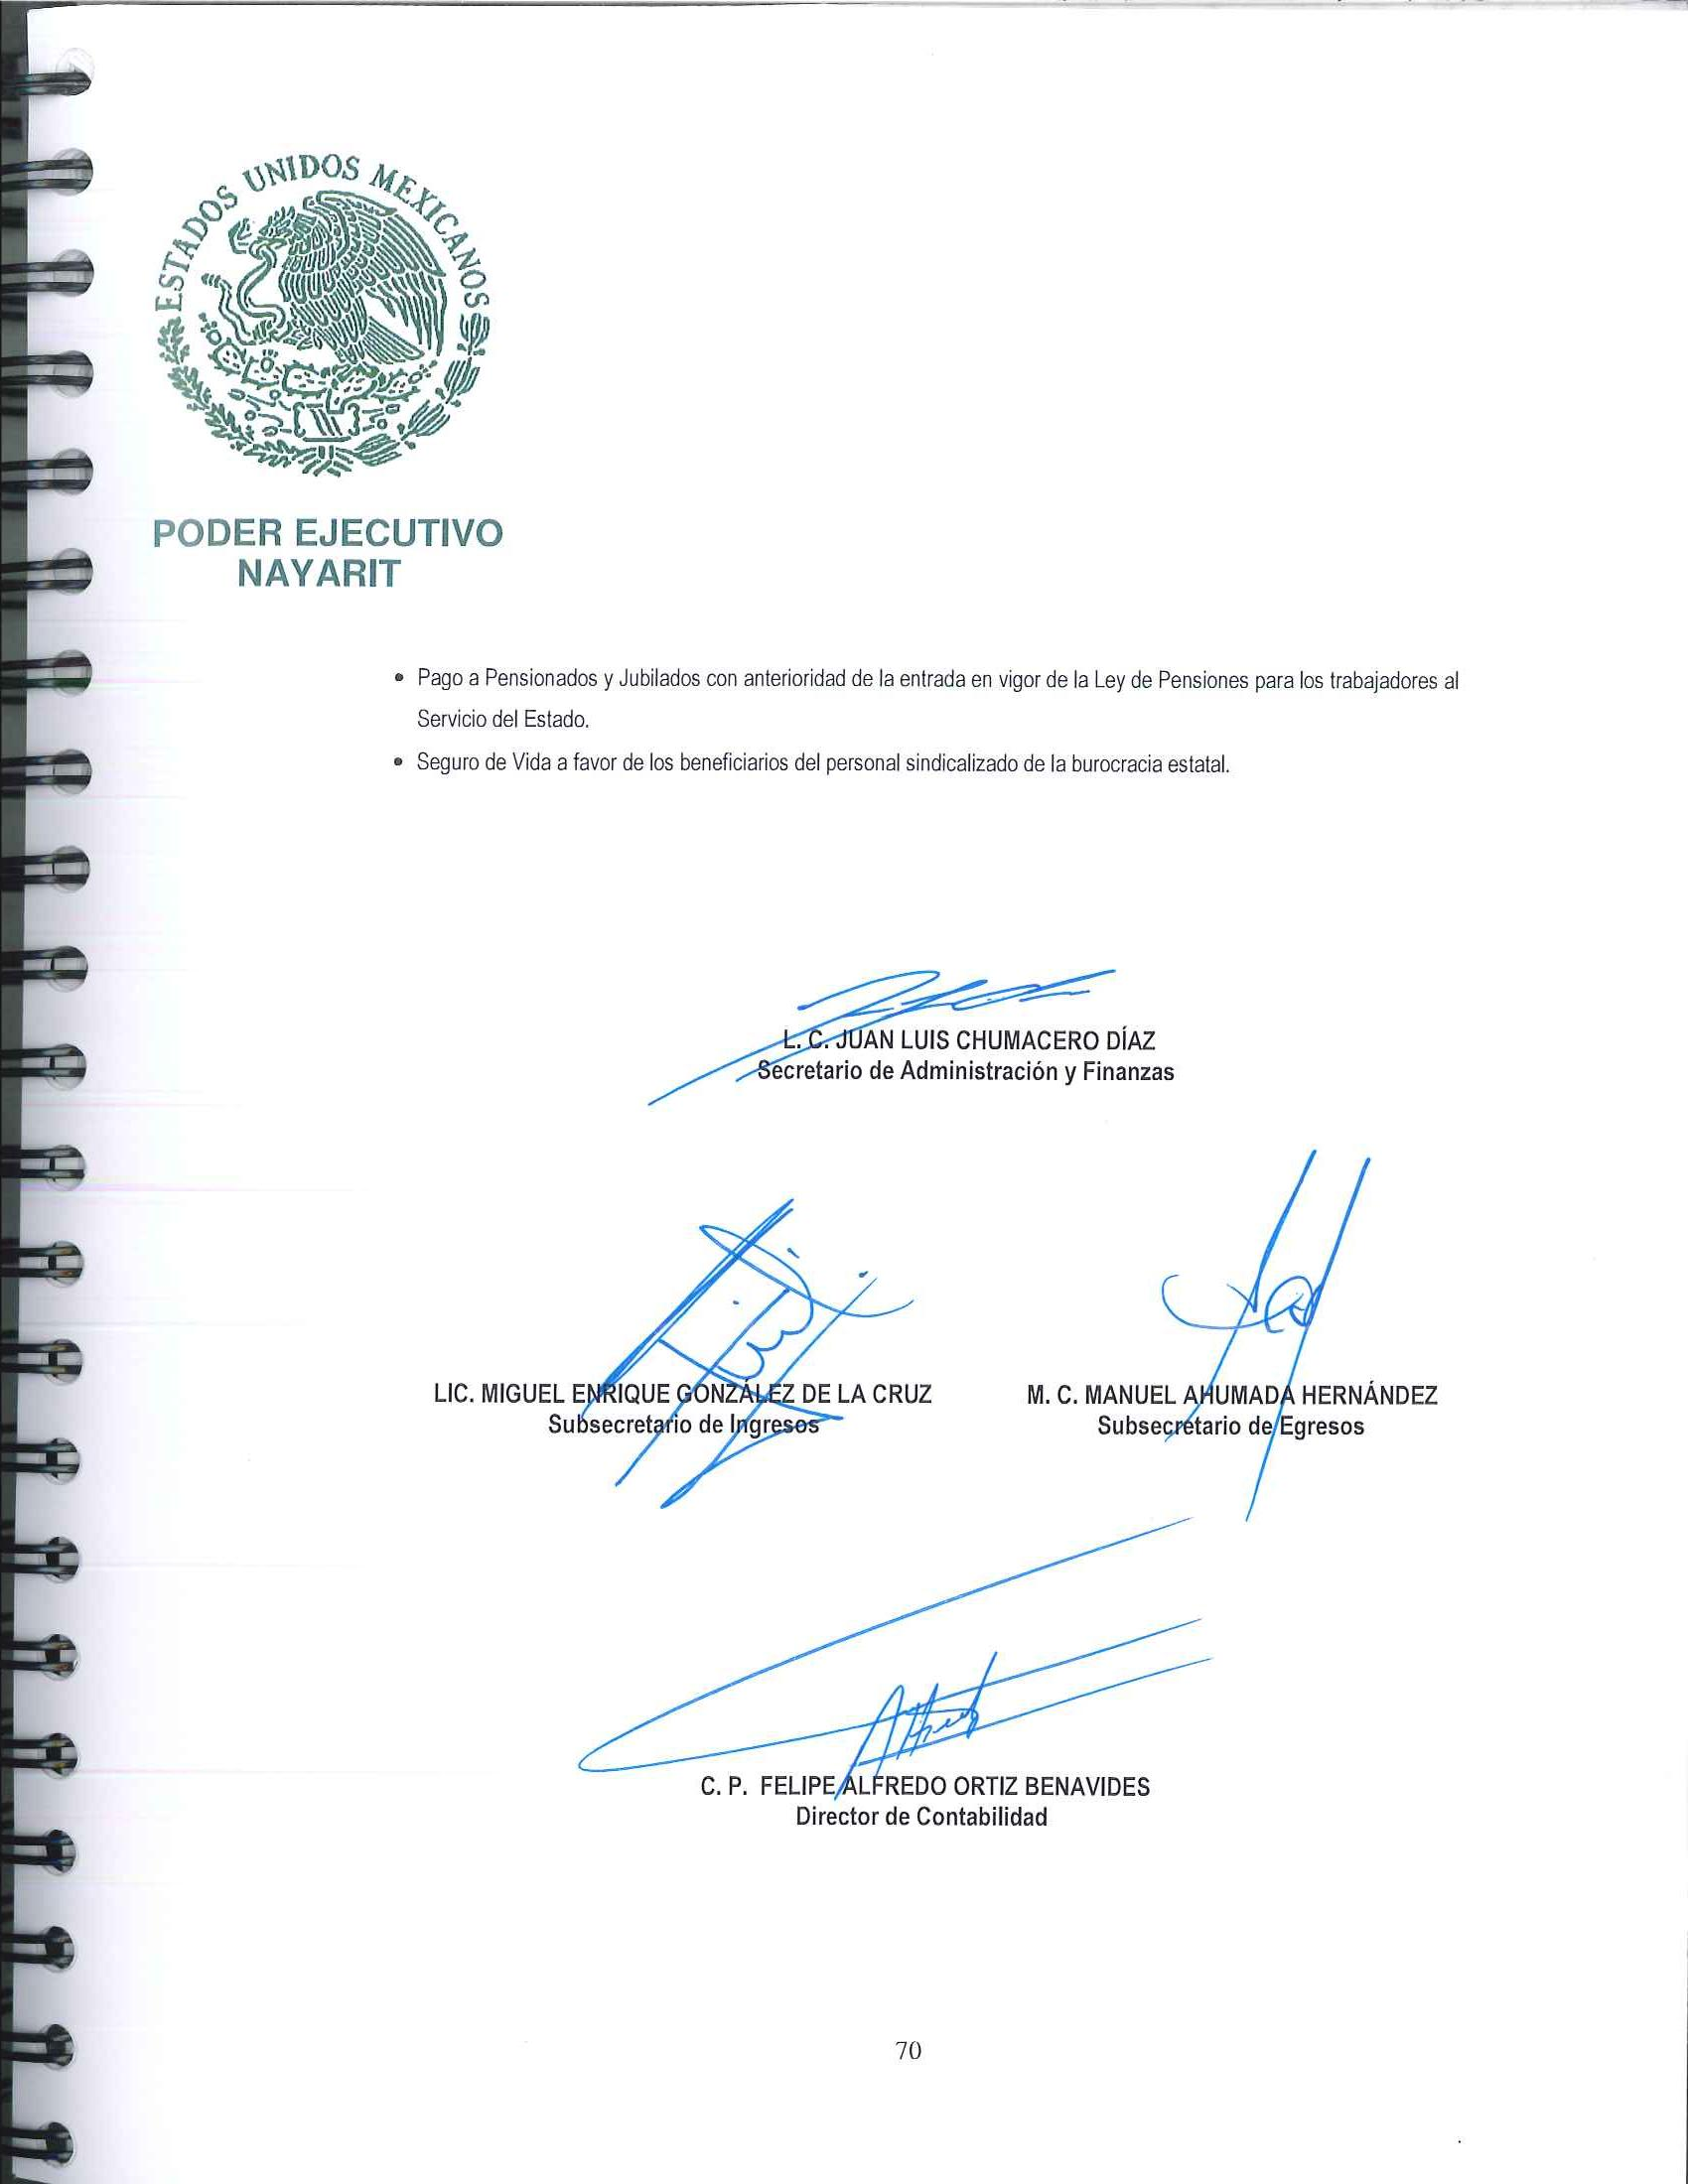 ESTADOS UNIDOS MEXICANOS
PODER EJECUTIVO
NAYARIT
• Pago a Pensionados y Jubilados con anterioridad de la entrada en vigor de la Ley de Pensiones para los trabajadores al
Servicio del Estado.
• Seguro de Vida a favor de los beneficiarios del personal sindicalizado de la burocracia estatal.
L. C. JUAN LUIS CHUMACERO DÍAZ
Secretario de Administración y Finanzas
LIC. MIGUEL ENRIQUE GONZÁLEZ DE LA CRUZ
Subsecretario de Ingresos
M. C. MANUEL AHUMADA HERNÁNDEZ
Subsecretario de Egresos
C. P. FELIPE ALFREDO ORTIZ BENAVIDES
Director de Contabilidad
70